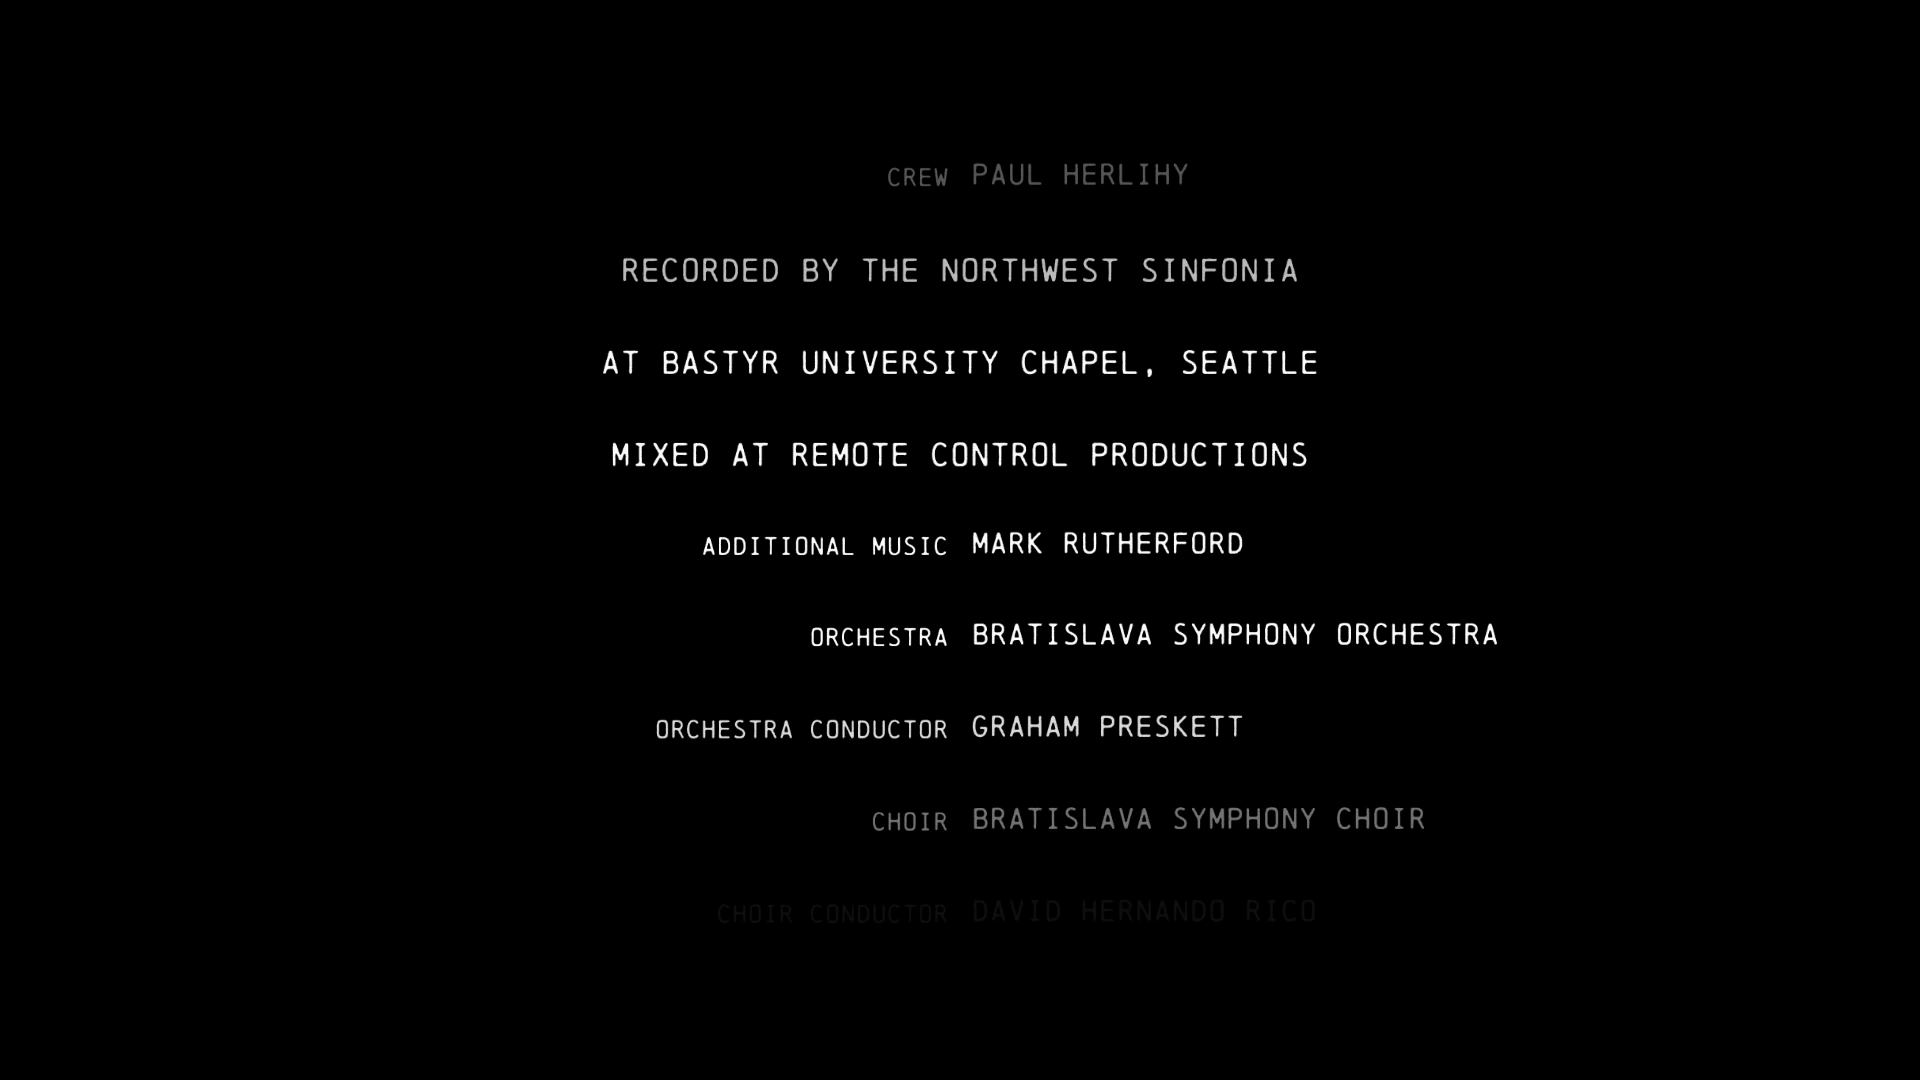 CREW PAUL HERLIHY
RECORDED BY THE NORTHWEST SINFONIA
AT BASTYR UNIVERSITY CHAPEL, SEATTLE
MIXED AT REMOTE CONTROL PRODUCTIONS
ADDITIONAL MUSIC MARK RUTHERFORD
ORCHESTRA BRATISLAVA SYMPHONY ORCHESTRA
ORCHESTRA CONDUCTOR GRAHAM PRESKETT
CHOIR BRATISLAVA SYMPHONY CHOIR
CHOIR CONDUCTOR DAVID HERNANDO RICO